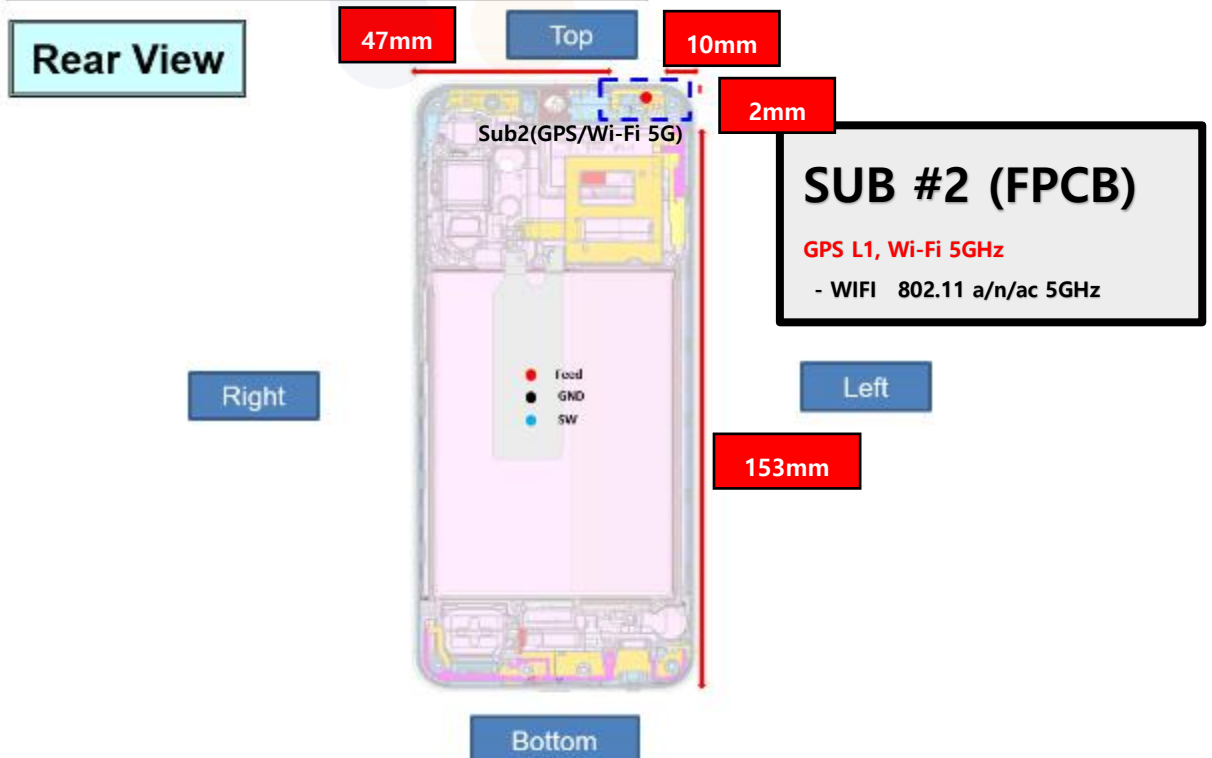 Rear View
47mm
Top
10mm
2mm
Sub2(GPS/Wi-Fi 5G)
SUB #2 (FPCB)
GPS L1, Wi-Fi 5GHz
- WIFI 802.11 a/n/ac 5GHz
Feed
GND
SW
Right
Left
153mm
Bottom